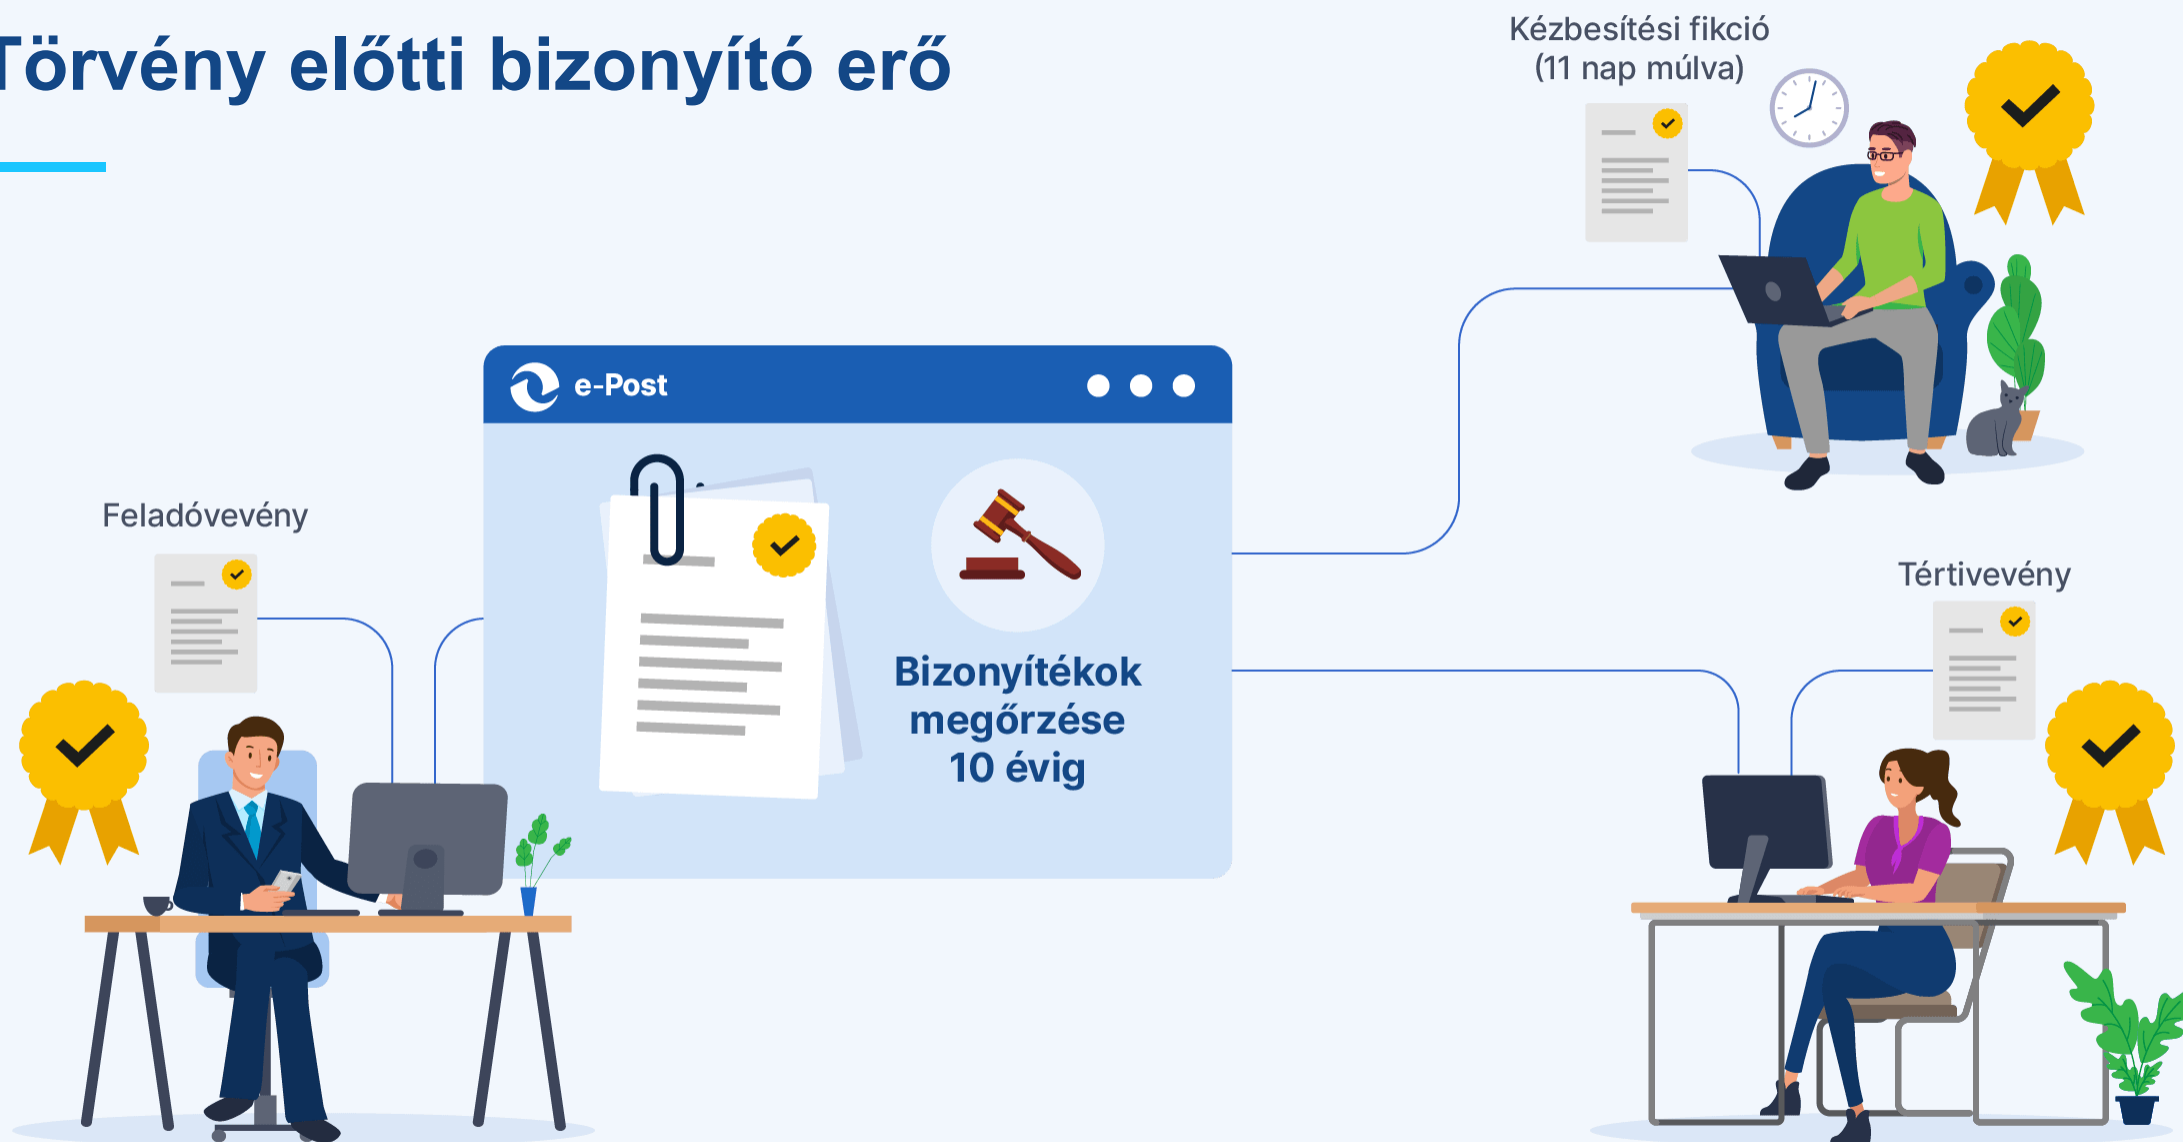 Törvény előtti bizonyító erő
Kézbesítési fikció
(11 nap múlva)
e-Post
Feladóvevény
Bizonyítékok
megőrzése
10 évig
Tértivevény